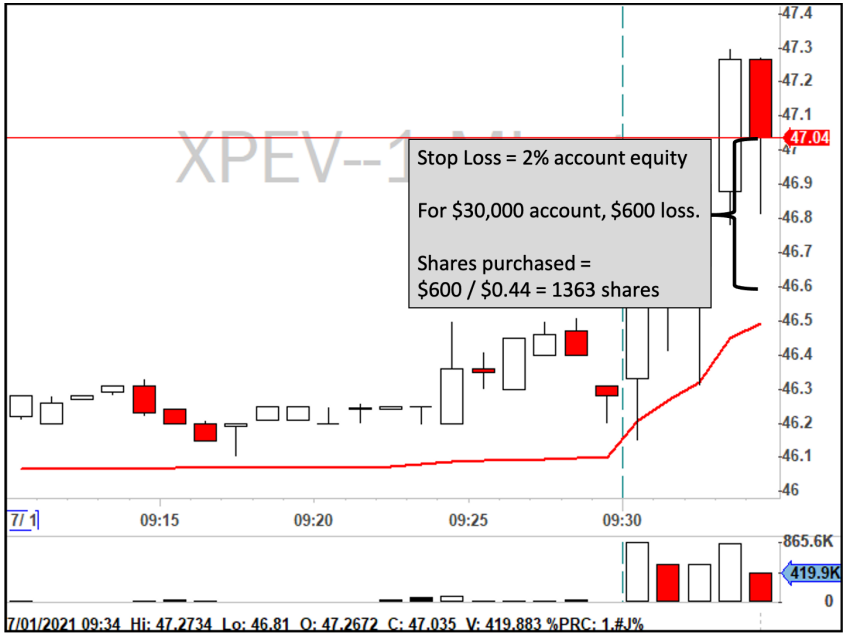 47.4
47.3
47.2
47.1
47.04
47
46.9
46.8
46.7
46.6
46.5
46.4
46.3
46.2
46.1
46
XPEV--1
Stop Loss = 2% account equity
For $30,000 account, $600 loss.
Shares purchased =
$600 / $0.44 = 1363 shares
7/ 1 09:15 09:20 09:25 09:30
865.6K
419.9K
0
7/01/2021 09:34 Hi: 47.2734 Lo: 46.81 O: 47.2672 C: 47.035 V: 419.883 %PRC: 1.#J%